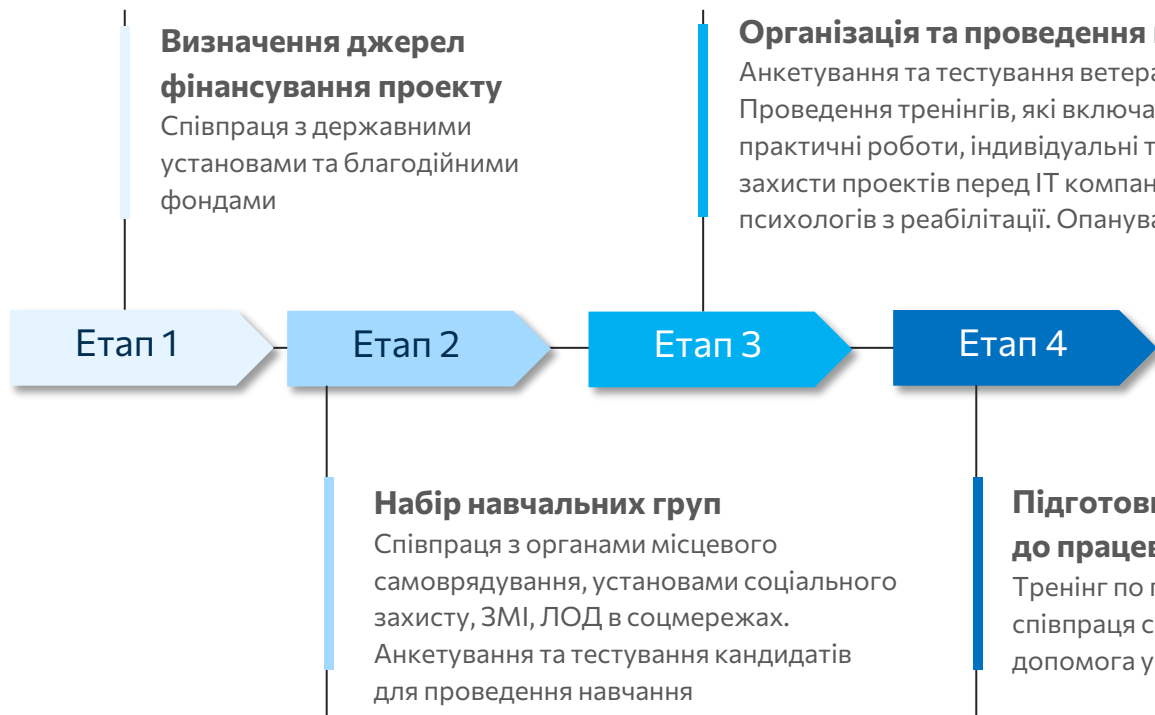 Визначення джерел
фінансування проекту
Співпраця з державними
установами та благодійними
фондами
Організація та проведення
Анкетування та тестування
Проведення тренінгів, які
практичні роботи, індивідуальні
захисти проектів перед ІТ
психологів з реабілітації.
Етап 1
Етап 2
Етап 3
Етап 4
Набір навчальних груп
Співпраця з органами місцевого
самоврядування, установами соціального
захисту, ЗМІ, ЛОД в соцмережах.
Анкетування та тестування кандидатів
для проведення навчання
до
Тренінг по
співпраця
допомога у